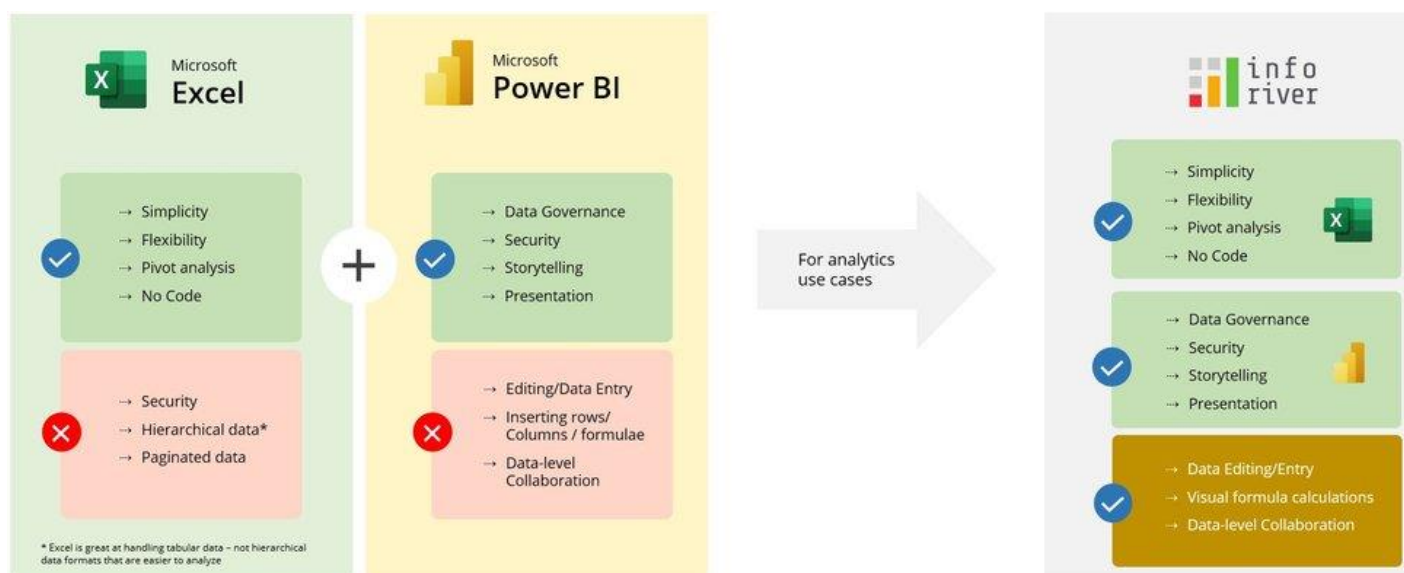 Microsoft
Excel
→ Simplicity
→ Flexibility
→ Pivot analysis
→ No Code
→ Security
→ Hierarchical data*
→ Paginated data
* Excel is great at handling tabular data – not hierarchical
data formats that are easier to analyze
+
Microsoft
Power BI
→ Data Governance
→ Security
→ Storytelling
→ Presentation
→ Editing/Data Entry
→ Inserting rows/
Columns / formulae
→ Data-level
Collaboration
For analytics
use cases
info
river
→ Simplicity
→ Flexibility
→ Pivot analysis
→ No Code
X
→ Data Governance
→ Security
→ Storytelling
→ Presentation
→ Data Editing/Entry
→ Visual formula calculations
→ Data-level Collaboration